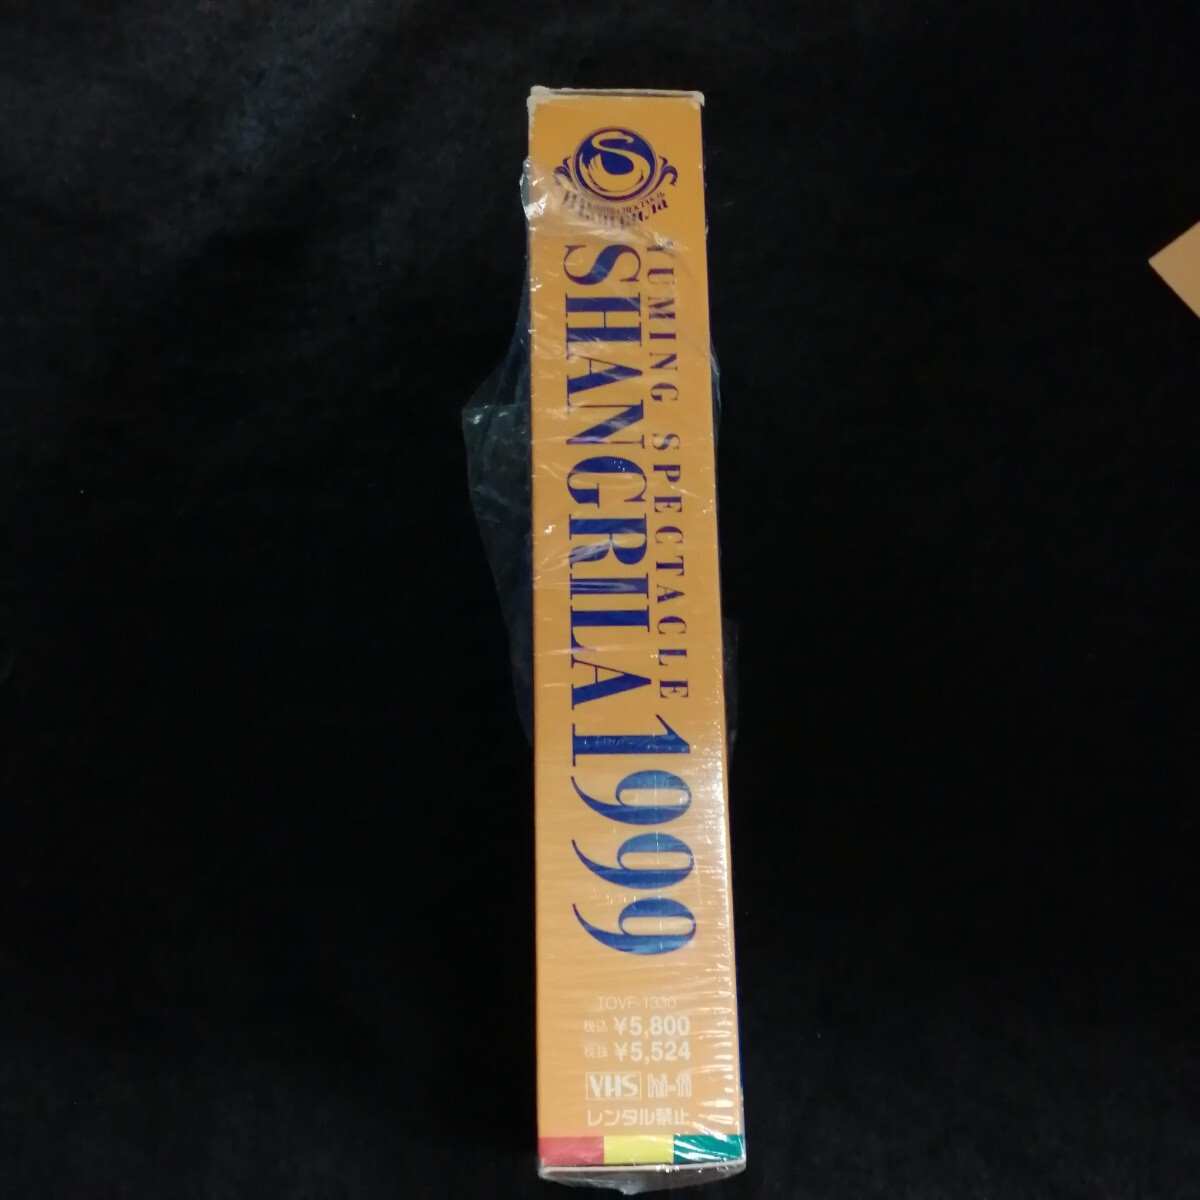 YUMING SPECTACLE
SHANGRILA 1999
TOVF-1330
税込 ¥5,800
税抜 ¥5,524
VHS hi-fi
レンタル禁止